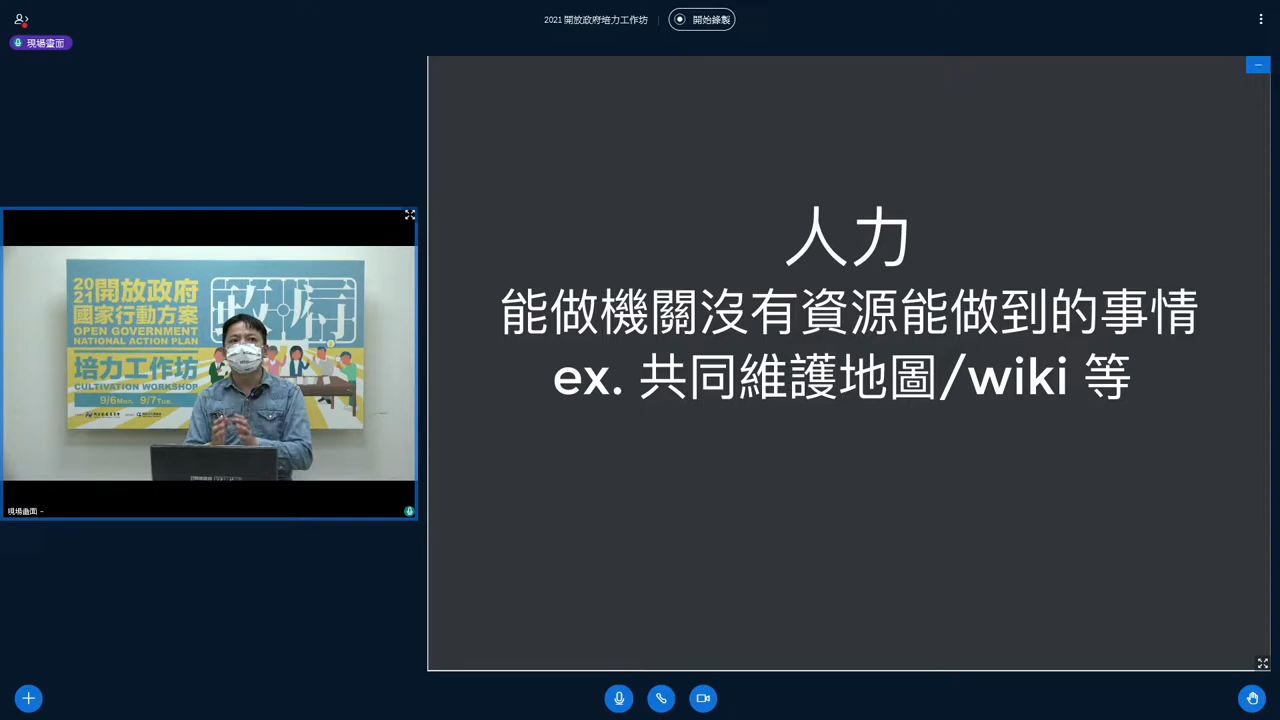 2021 開放政府培力工作坊
開始錄製
現場畫面
2021開放政府
國家行動方案
OPEN GOVERNMENT
NATIONAL ACTION PLAN
培力工作坊
CULTIVATION WORKSHOP
9/6Mon. 9/7Tue.
現場畫面
人力
能做機關沒有資源能做到的事情
ex. 共同維護地圖/wiki 等